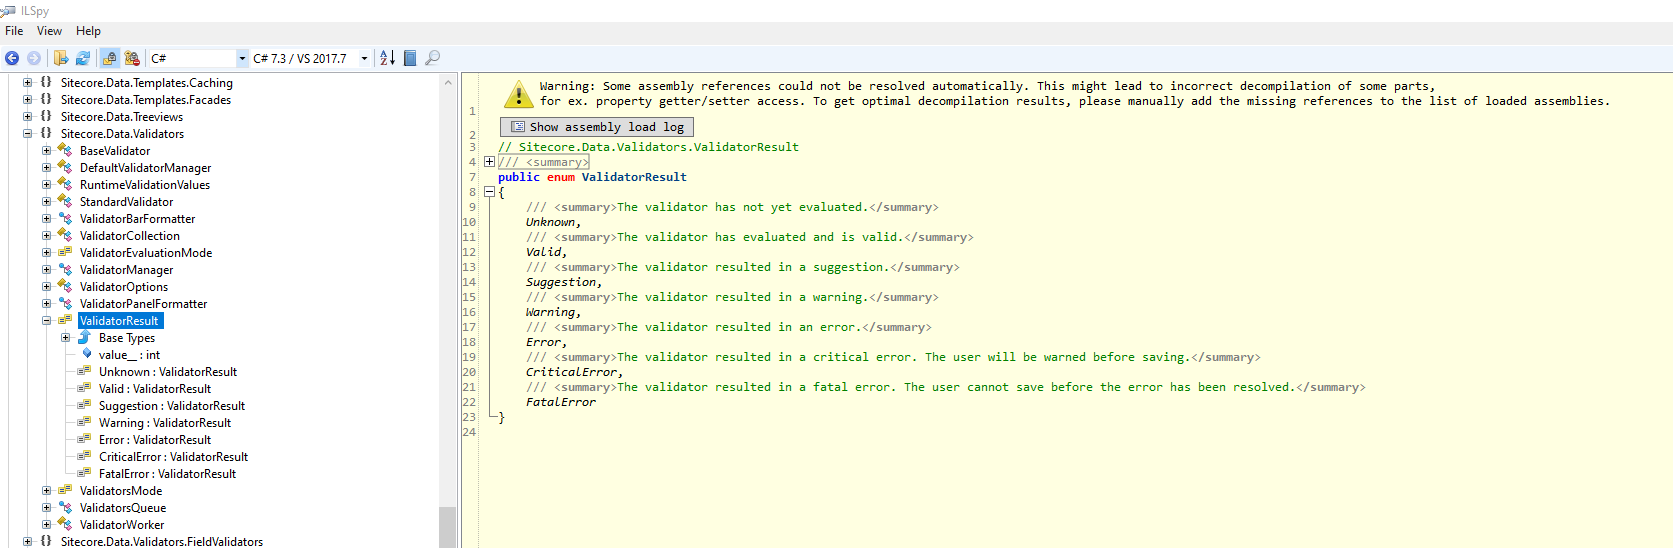 ILSpy
File View Help
C# C# 7.3 / VS 2017.7
Sitecore.Data.Templates.Caching
Sitecore.Data.Templates.Facades
Sitecore.Data.Treeviews
Sitecore.Data.Validators
BaseValidator
DefaultValidatorManager
RuntimeValidationValues
StandardValidator
ValidatorBarFormatter
ValidatorCollection
ValidatorEvaluationMode
ValidatorManager
ValidatorOptions
ValidatorPanelFormatter
ValidatorResult
Base Types
value__ : int
Unknown : ValidatorResult
Valid : ValidatorResult
Suggestion : ValidatorResult
Warning : ValidatorResult
Error : ValidatorResult
CriticalError : ValidatorResult
FatalError : ValidatorResult
ValidatorsMode
ValidatorsQueue
ValidatorWorker
Sitecore.Data.Validators.FieldValidators
Warning: Some assembly references could not be resolved automatically. This might lead to incorrect decompilation of some parts,
for ex. property getter/setter access. To get optimal decompilation results, please manually add the missing references to the list of loaded assemblies.
1
Show assembly load log
2
3 // Sitecore.Data.Validators.ValidatorResult
4 /// <summary>
7 public enum ValidatorResult
8 {
9 /// <summary>The validator has not yet evaluated.</summary>
10 Unknown,
11 /// <summary>The validator has evaluated and is valid.</summary>
12 Valid,
13 /// <summary>The validator resulted in a suggestion.</summary>
14 Suggestion,
15 /// <summary>The validator resulted in a warning.</summary>
16 Warning,
17 /// <summary>The validator resulted in an error.</summary>
18 Error,
19 /// <summary>The validator resulted in a critical error. The user will be warned before saving.</summary>
20 CriticalError,
21 /// <summary>The validator resulted in a fatal error. The user cannot save before the error has been resolved.</summary>
22 FatalError
23 }
24